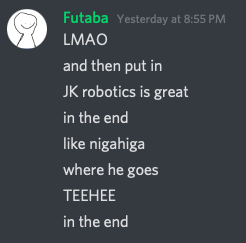 Futaba Yesterday at 8:55 PM
LMAO
and then put in
JK robotics is great
in the end
like nigahiga
where he goes
TEEHEE
in the end